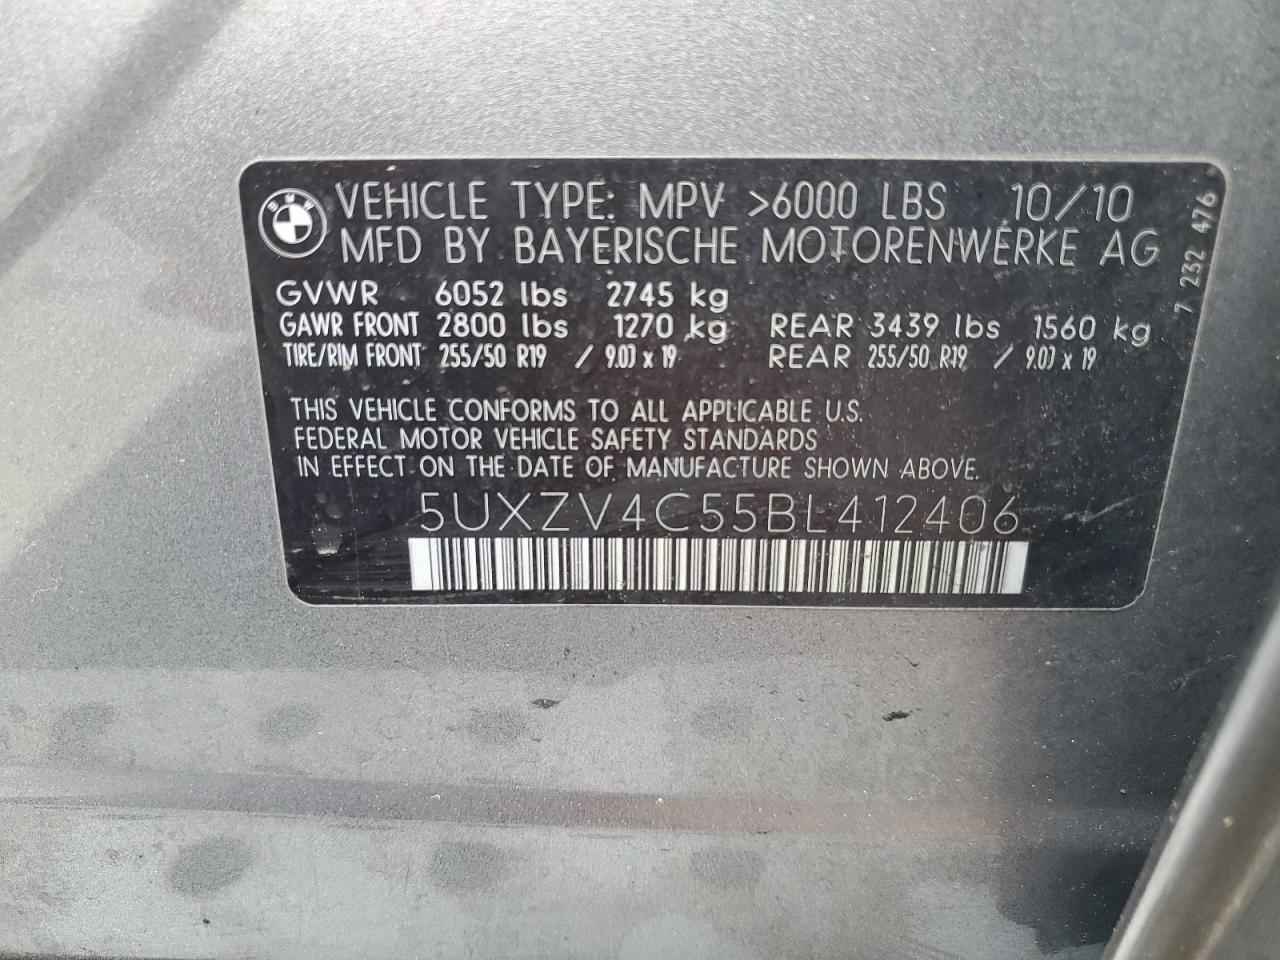 BMW
VEHICLE TYPE: MPV >6000 LBS 10/10
MFD BY BAYERISCHE MOTORENWERKE AG
GVWR 6052 lbs 2745 kg
GAWR FRONT 2800 lbs 1270 kg REAR 3439 lbs 1560 kg
TIRE/RIM FRONT 255/50 R19 / 9.0J x 19 REAR 255/50 R19 / 9.0J x 19
THIS VEHICLE CONFORMS TO ALL APPLICABLE U.S.
FEDERAL MOTOR VEHICLE SAFETY STANDARDS
IN EFFECT ON THE DATE OF MANUFACTURE SHOWN ABOVE.
5UXZV4C55BL412406
7 232 476